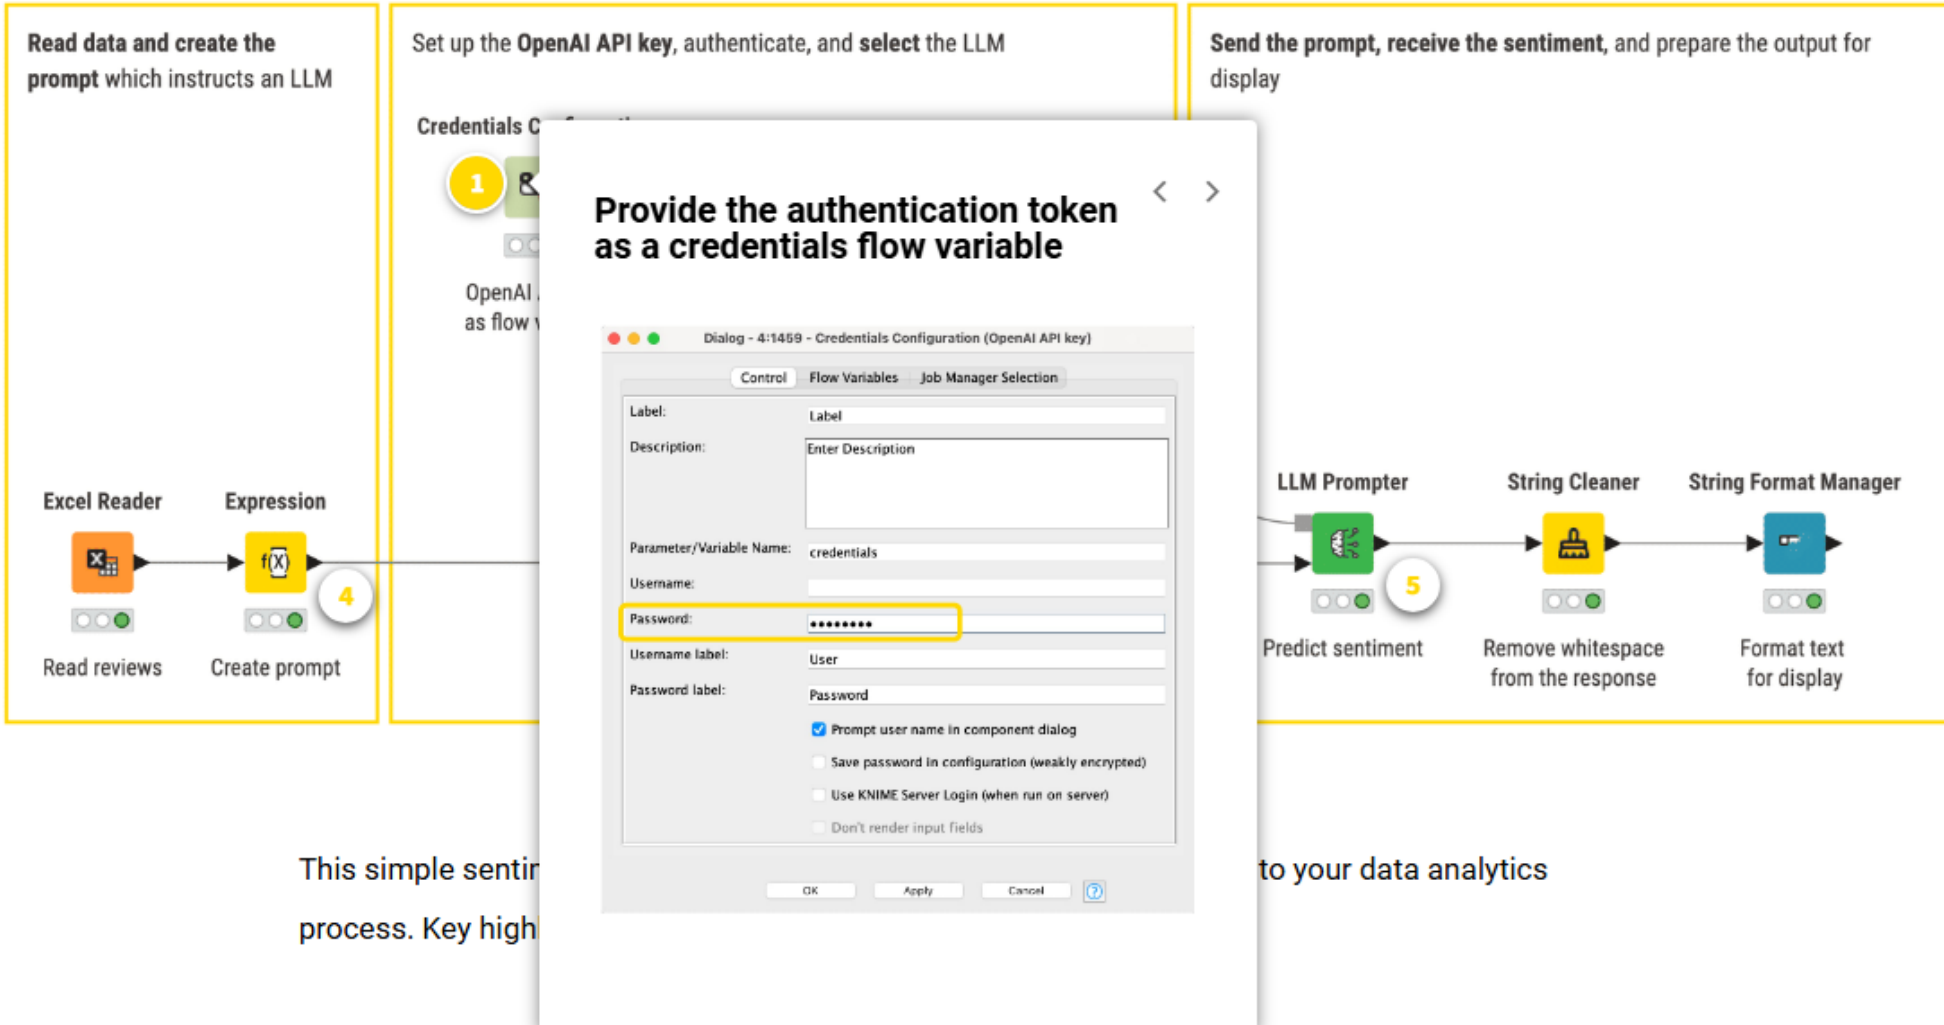 Read data and create the
prompt which instructs an LLM
Set up the OpenAI API key, authenticate, and select the LLM
Send the prompt, receive the sentiment, and prepare the output for
display
Credentials
1
OpenAI
as flow
Excel Reader
Expression
f(X)
4
Read reviews
Create prompt
Provide the authentication token
as a credentials flow variable
Dialog - 4:1459 - Credentials Configuration (OpenAI API key)
Control
Flow Variables
Job Manager Selection
Label:
Label
Description:
Enter Description
Parameter/Variable Name:
credentials
Username:
Password:
••••••••
Username label:
User
Password label:
Password
Prompt user name in component dialog
Save password in configuration (weakly encrypted)
Use KNIME Server Login (when run on server)
Don't render input fields
OK
Apply
Cancel
?
LLM Prompter
String Cleaner
String Format Manager
5
Predict sentiment
Remove whitespace
from the response
Format text
for display
This simple
to your data analytics
process. Key